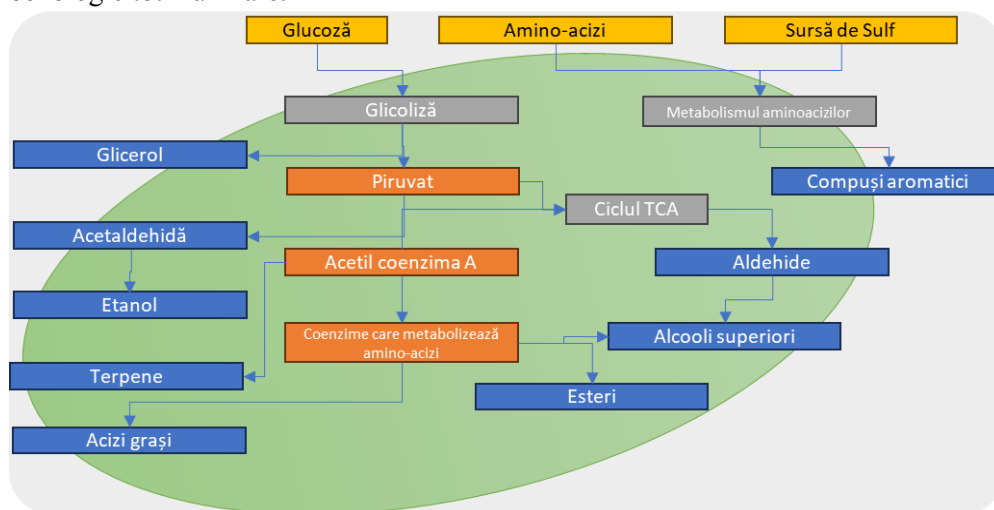 Glucoză
Amino-acizi
Sursă de Sulf
Glicoliză
Metabolismul aminoacizilor
Glicerol
Piruvat
Compuși aromatici
Ciclul TCA
Acetaldehidă
Acetil coenzima A
Aldehide
Etanol
Coenzime care metabolizează
amino-acizi
Alcooli superiori
Terpene
Esteri
Acizi grași